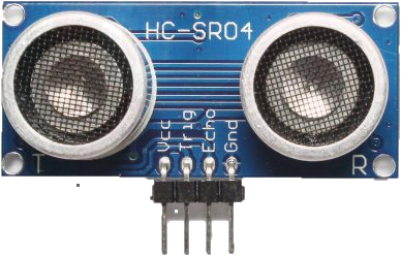 HC-SR04
Vcc
Trig
Echo
Gnd
T
R